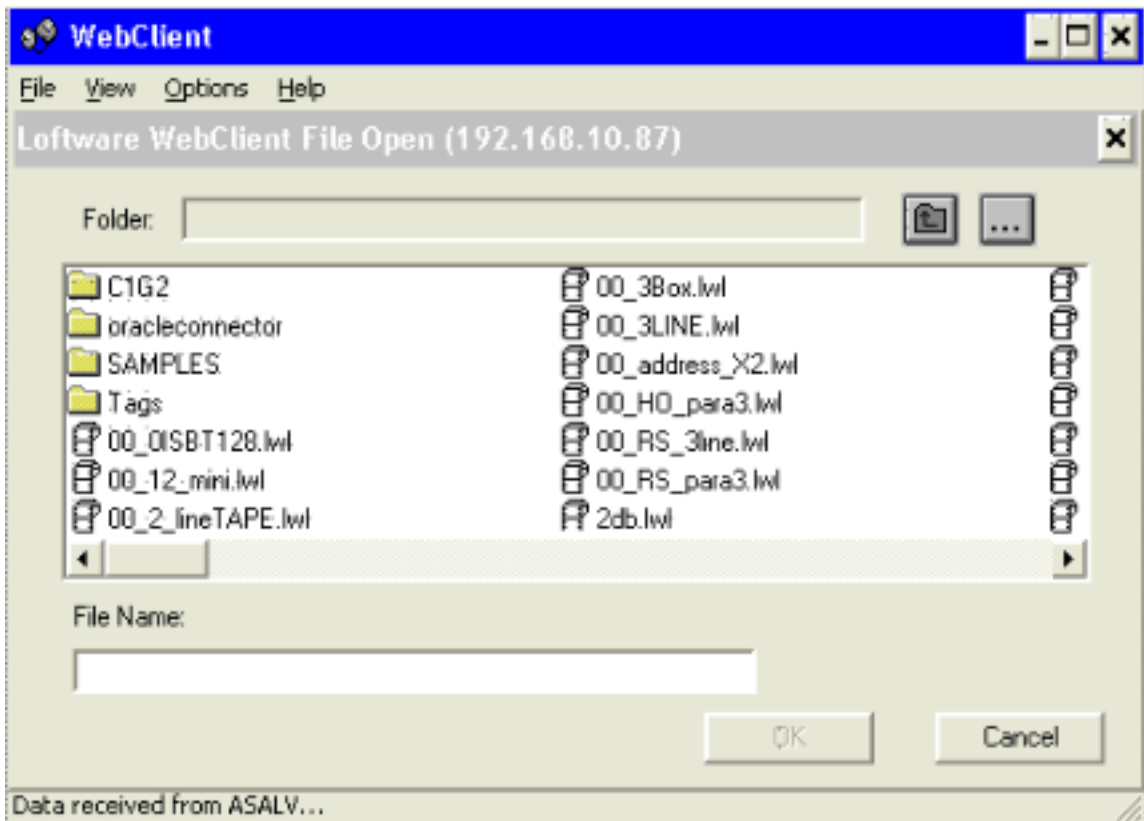 WebClient
File View Options Help
Loftware WebClient File Open (192.168.10.87)
Folder:
...
C1G2
oracleconnector
SAMPLES
Tags
00_0ISBT128.lwl
00_12_mini.lwl
00_2_lineTAPE.lwl
00_3Box.lwl
00_3LINE.lwl
00_address_X2.lwl
00_HO_para3.lwl
00_RS_3line.lwl
00_RS_para3.lwl
2db.lwl
File Name:
OK Cancel
Data received from ASALV...